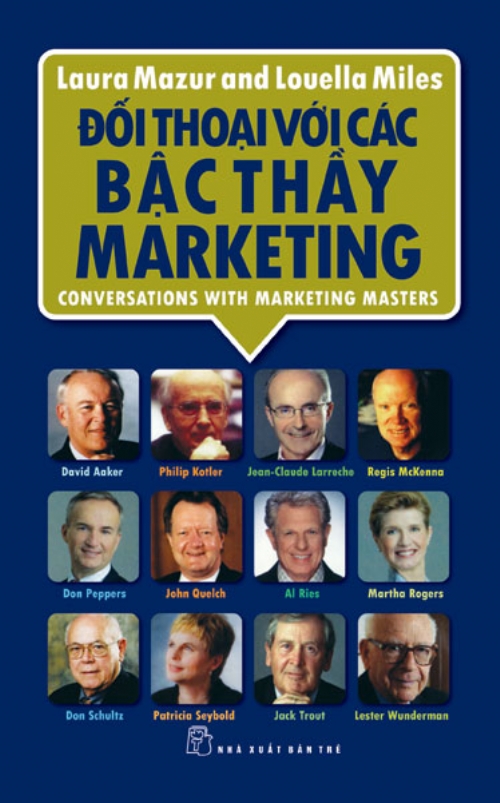 Laura Mazur and Louella Miles
ĐỐI THOẠI VỚI CÁC
BẬC THẦY
MARKETING
CONVERSATIONS WITH MARKETING MASTERS
David Aaker Philip Kotler Jean-Claude Larreche Regis McKenna
Don Peppers John Quelch Al Ries Martha Rogers
Don Schultz Patricia Seybold Jack Trout Lester Wunderman
NHÀ XUẤT BẢN TRẺ